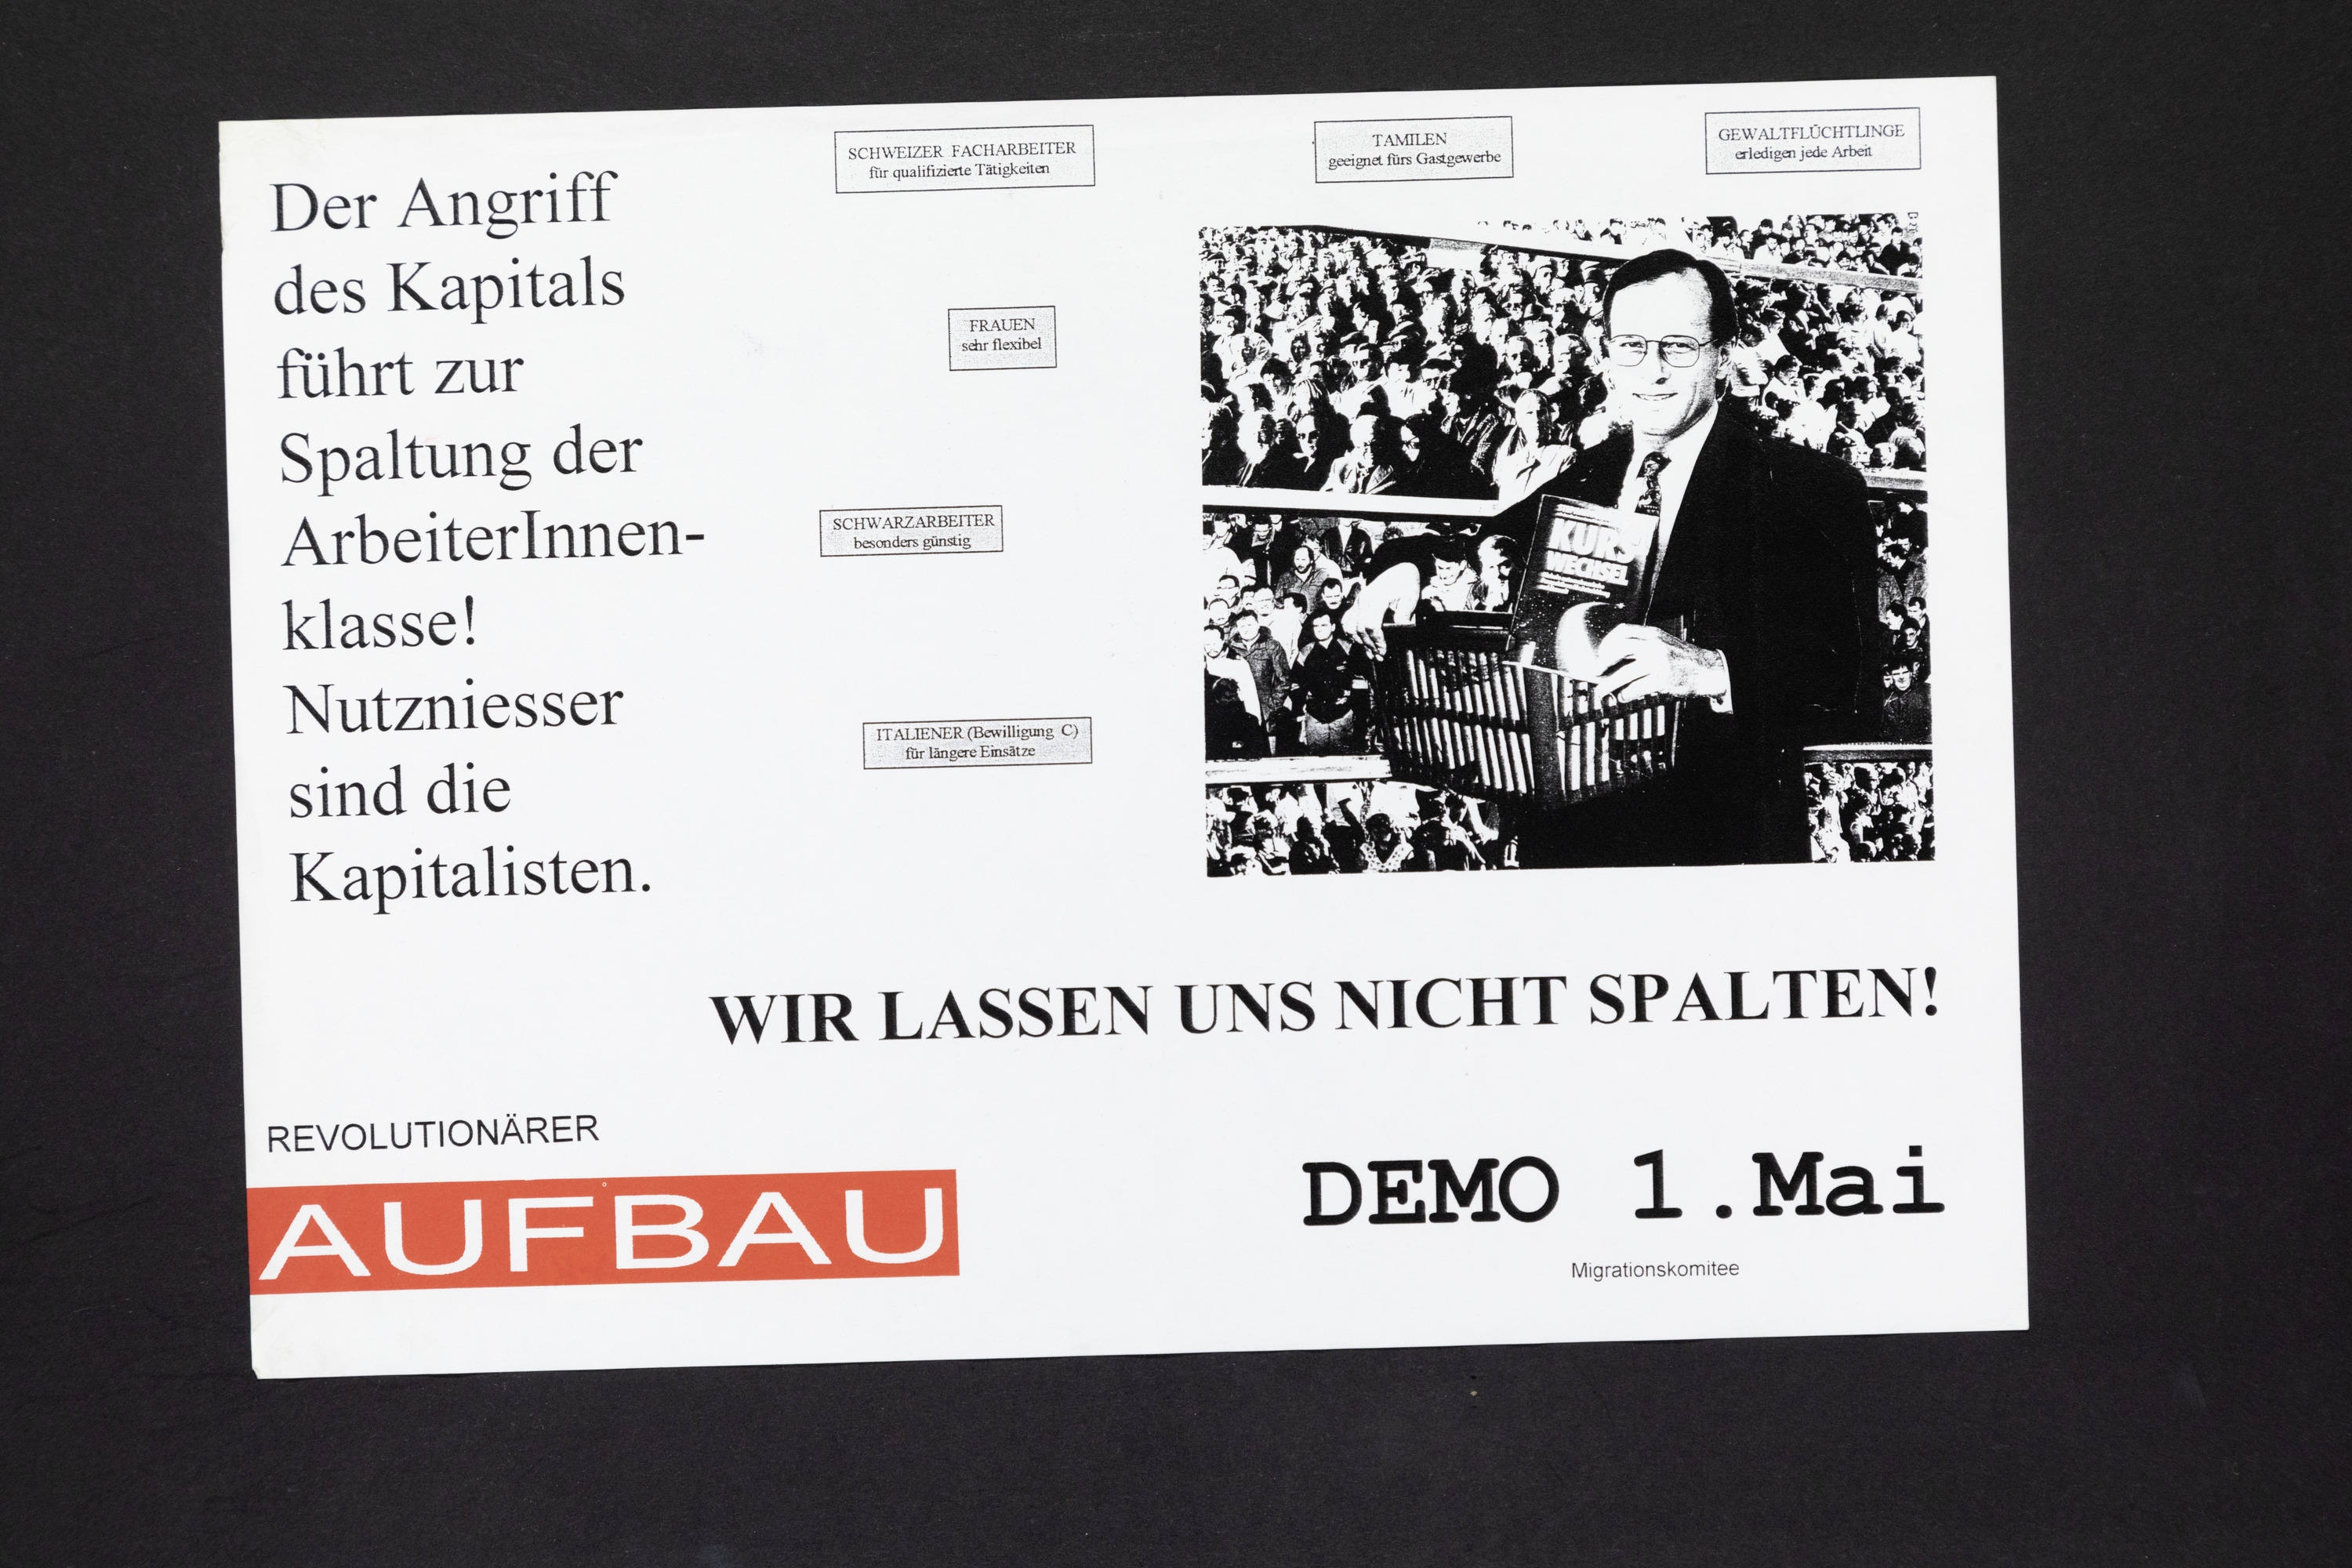 Der Angriff
des Kapitals
führt zur
Spaltung der
ArbeiterInnen-
klasse!
Nutzniesser
sind die
Kapitalisten.
SCHWEIZER FACHARBEITER
für qualifizierte Tätigkeiten
TAMILEN
geeignet fürs Gastgewerbe
GEWALTFLÜCHTLINGE
erledigen jede Arbeit
FRAUEN
sehr flexibel
SCHWARZARBEITER
besonders günstig
ITALIENER (Bewilligung C)
für längere Einsätze
KURS
WECHSEL
WIR LASSEN UNS NICHT SPALTEN!
REVOLUTIONÄRER
AUFBAU
DEMO 1.Mai
Migrationskomitee